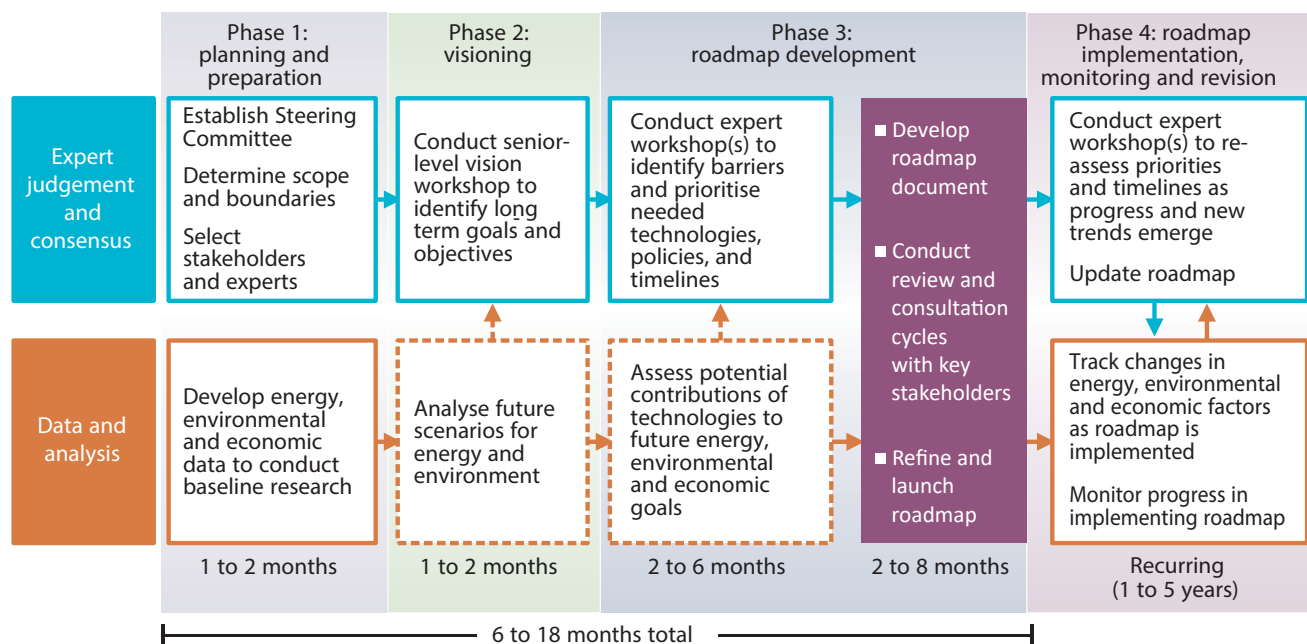 Phase 1:
planning and
preparation
Phase 2:
visioning
Phase 3:
roadmap development
Phase 4: roadmap
implementation,
monitoring and revision
Expert
judgement
and
consensus
Establish Steering
Committee
Determine scope
and boundaries
Select
stakeholders
and experts
Conduct senior-
level vision
workshop to
identify long
term goals and
objectives
Conduct expert
workshop(s) to
identify barriers
and prioritise
needed
technologies,
policies, and
timelines
Develop
roadmap
document
Conduct
review and
consultation
cycles
with key
stakeholders
Refine and
launch
roadmap
Conduct expert
workshop(s) to re-
assess priorities
and timelines as
progress and new
trends emerge
Update roadmap
Data and
analysis
Develop energy,
environmental
and economic
data to conduct
baseline research
Analyse future
scenarios for
energy and
environment
Assess potential
contributions of
technologies to
future energy,
environmental
and economic
goals
Track changes in
energy, environmental
and economic factors
as roadmap is
implemented
Monitor progress in
implementing roadmap
1 to 2 months
1 to 2 months
2 to 6 months
2 to 8 months
Recurring
(1 to 5 years)
6 to 18 months total